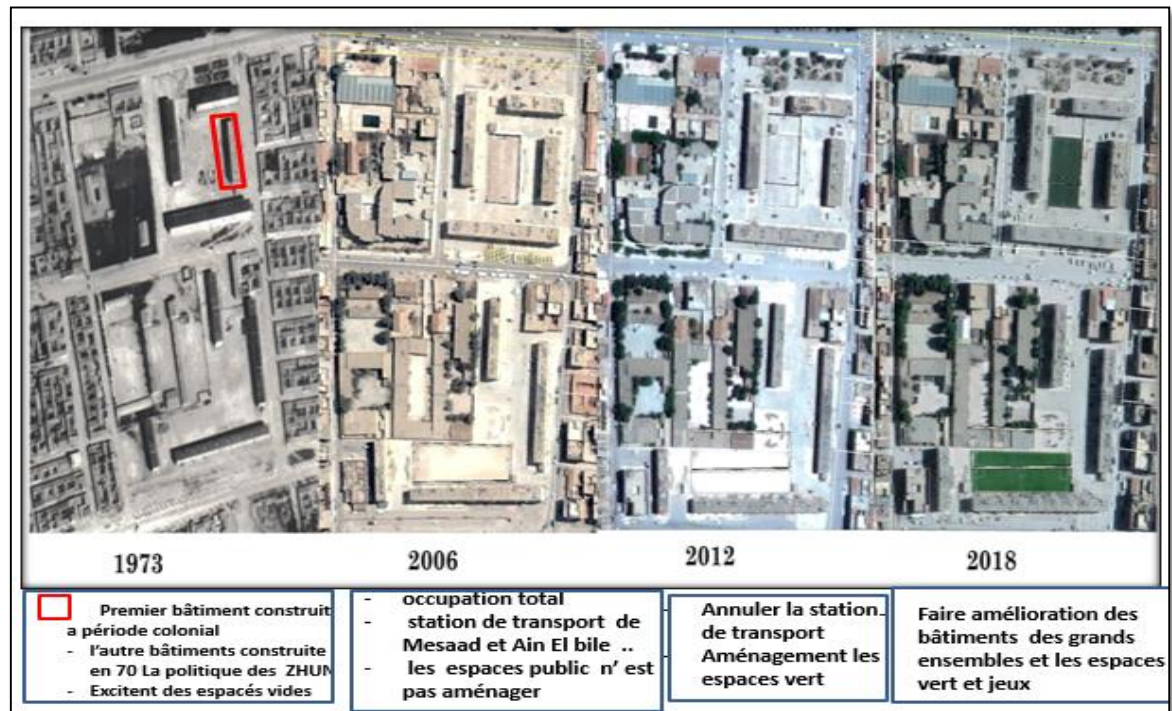 1973
2006
2012
2018
Premier bâtiment construit
a période colonial
- l'autre bâtiments construite
en 70 La politique des ZHUN
- Excitent des espacés vides
- occupation total
- station de transport de
Mesaad et Ain El bile ..
- les espaces public n' est
pas aménager
Annuler la station
de transport
Aménagement les
espaces vert
Faire amélioration des
bâtiments des grands
ensembles et les espaces
vert et jeux